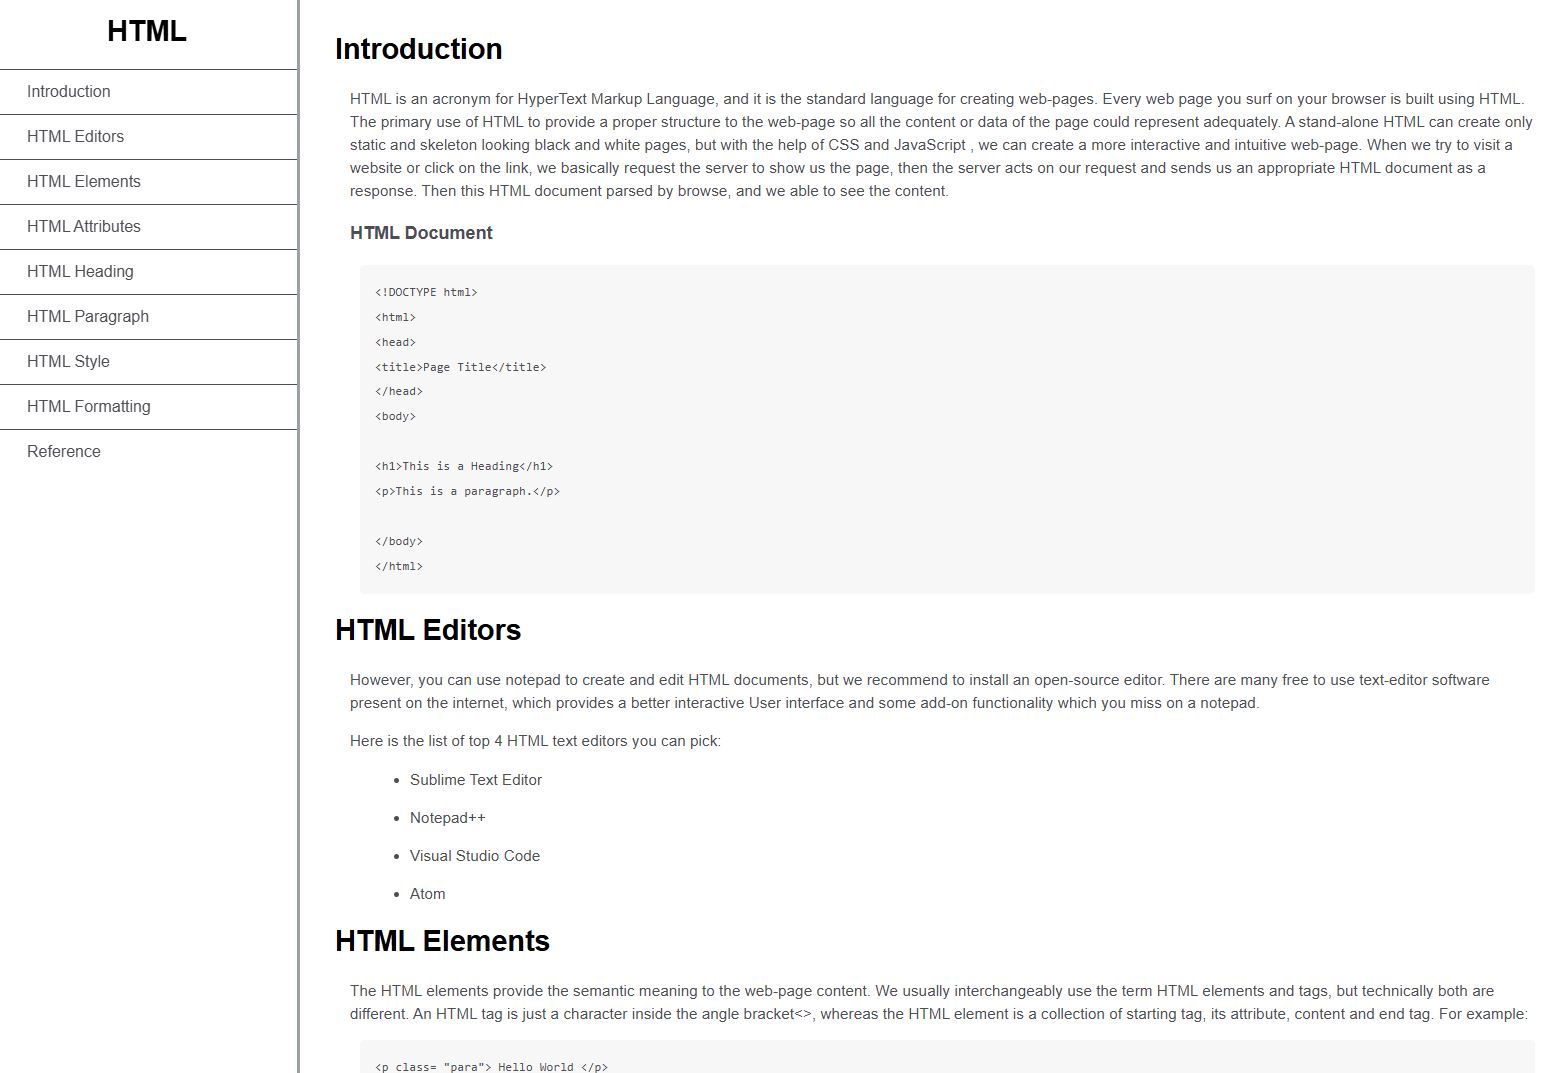 HTML
Introduction
HTML Editors
HTML Elements
HTML Attributes
HTML Heading
HTML Paragraph
HTML Style
HTML Formatting
Reference
Introduction
HTML is an acronym for HyperText Markup Language, and it is the standard language for creating web-pages. Every web page you surf on your browser is built using HTML.
The primary use of HTML to provide a proper structure to the web-page so all the content or data of the page could represent adequately. A stand-alone HTML can create only
static and skeleton looking black and white pages, but with the help of CSS and JavaScript , we can create a more interactive and intuitive web-page. When we try to visit a
website or click on the link, we basically request the server to show us the page, then the server acts on our request and sends us an appropriate HTML document as a
response. Then this HTML document parsed by browse, and we able to see the content.
HTML Document
<!DOCTYPE html>
<html>
<head>
<title>Page Title</title>
</head>
<body>
<h1>This is a Heading</h1>
<p>This is a paragraph.</p>
</body>
</html>
HTML Editors
However, you can use notepad to create and edit HTML documents, but we recommend to install an open-source editor. There are many free to use text-editor software
present on the internet, which provides a better interactive User interface and some add-on functionality which you miss on a notepad.
Here is the list of top 4 HTML text editors you can pick:
• Sublime Text Editor
• Notepad++
• Visual Studio Code
• Atom
HTML Elements
The HTML elements provide the semantic meaning to the web-page content. We usually interchangeably use the term HTML elements and tags, but technically both are
different. An HTML tag is just a character inside the angle bracket<>, whereas the HTML element is a collection of starting tag, its attribute, content and end tag. For example:
<p class= "para"> Hello World </p>